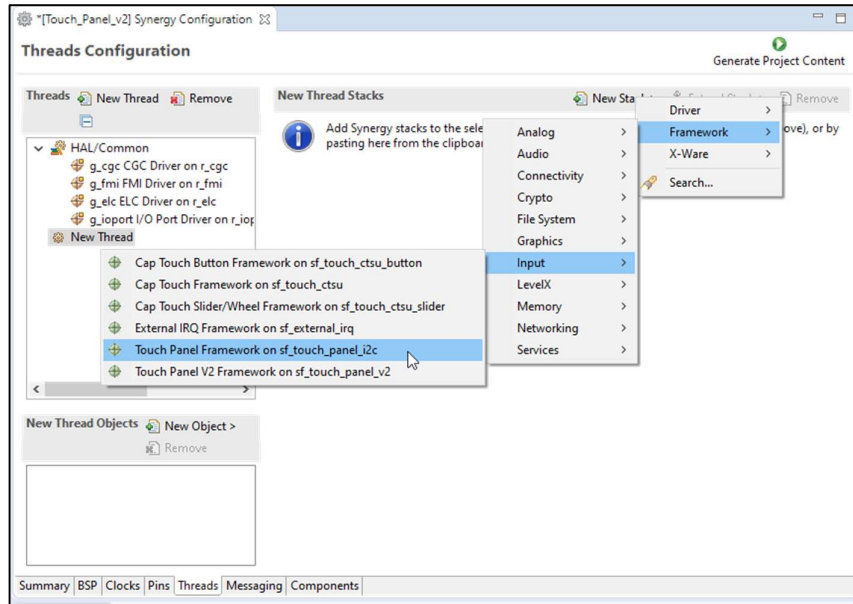 *[Touch_Panel_v2] Synergy Configuration
Threads Configuration
Generate Project Content
Threads New Thread Remove
HAL/Common
g_cgc CGC Driver on r_cgc
g_fmi FMI Driver on r_fmi
g_elc ELC Driver on r_elc
g_ioport I/O Port Driver on r_iop
New Thread
New Thread Stacks
New Remove
Add Synergy stacks to the
pasting here from the
ove), or by
Driver
Framework
X-Ware
Search...
Analog
Audio
Connectivity
Crypto
File System
Graphics
Input
LevelX
Memory
Networking
Services
Cap Touch Button Framework on sf_touch_ctsu_button
Cap Touch Framework on sf_touch_ctsu
Cap Touch Slider/Wheel Framework on sf_touch_ctsu_slider
External IRQ Framework on sf_external_irq
Touch Panel Framework on sf_touch_panel_i2c
Touch Panel V2 Framework on sf_touch_panel_v2
New Thread Objects New Object >
Remove
Summary BSP Clocks Pins Threads Messaging Components